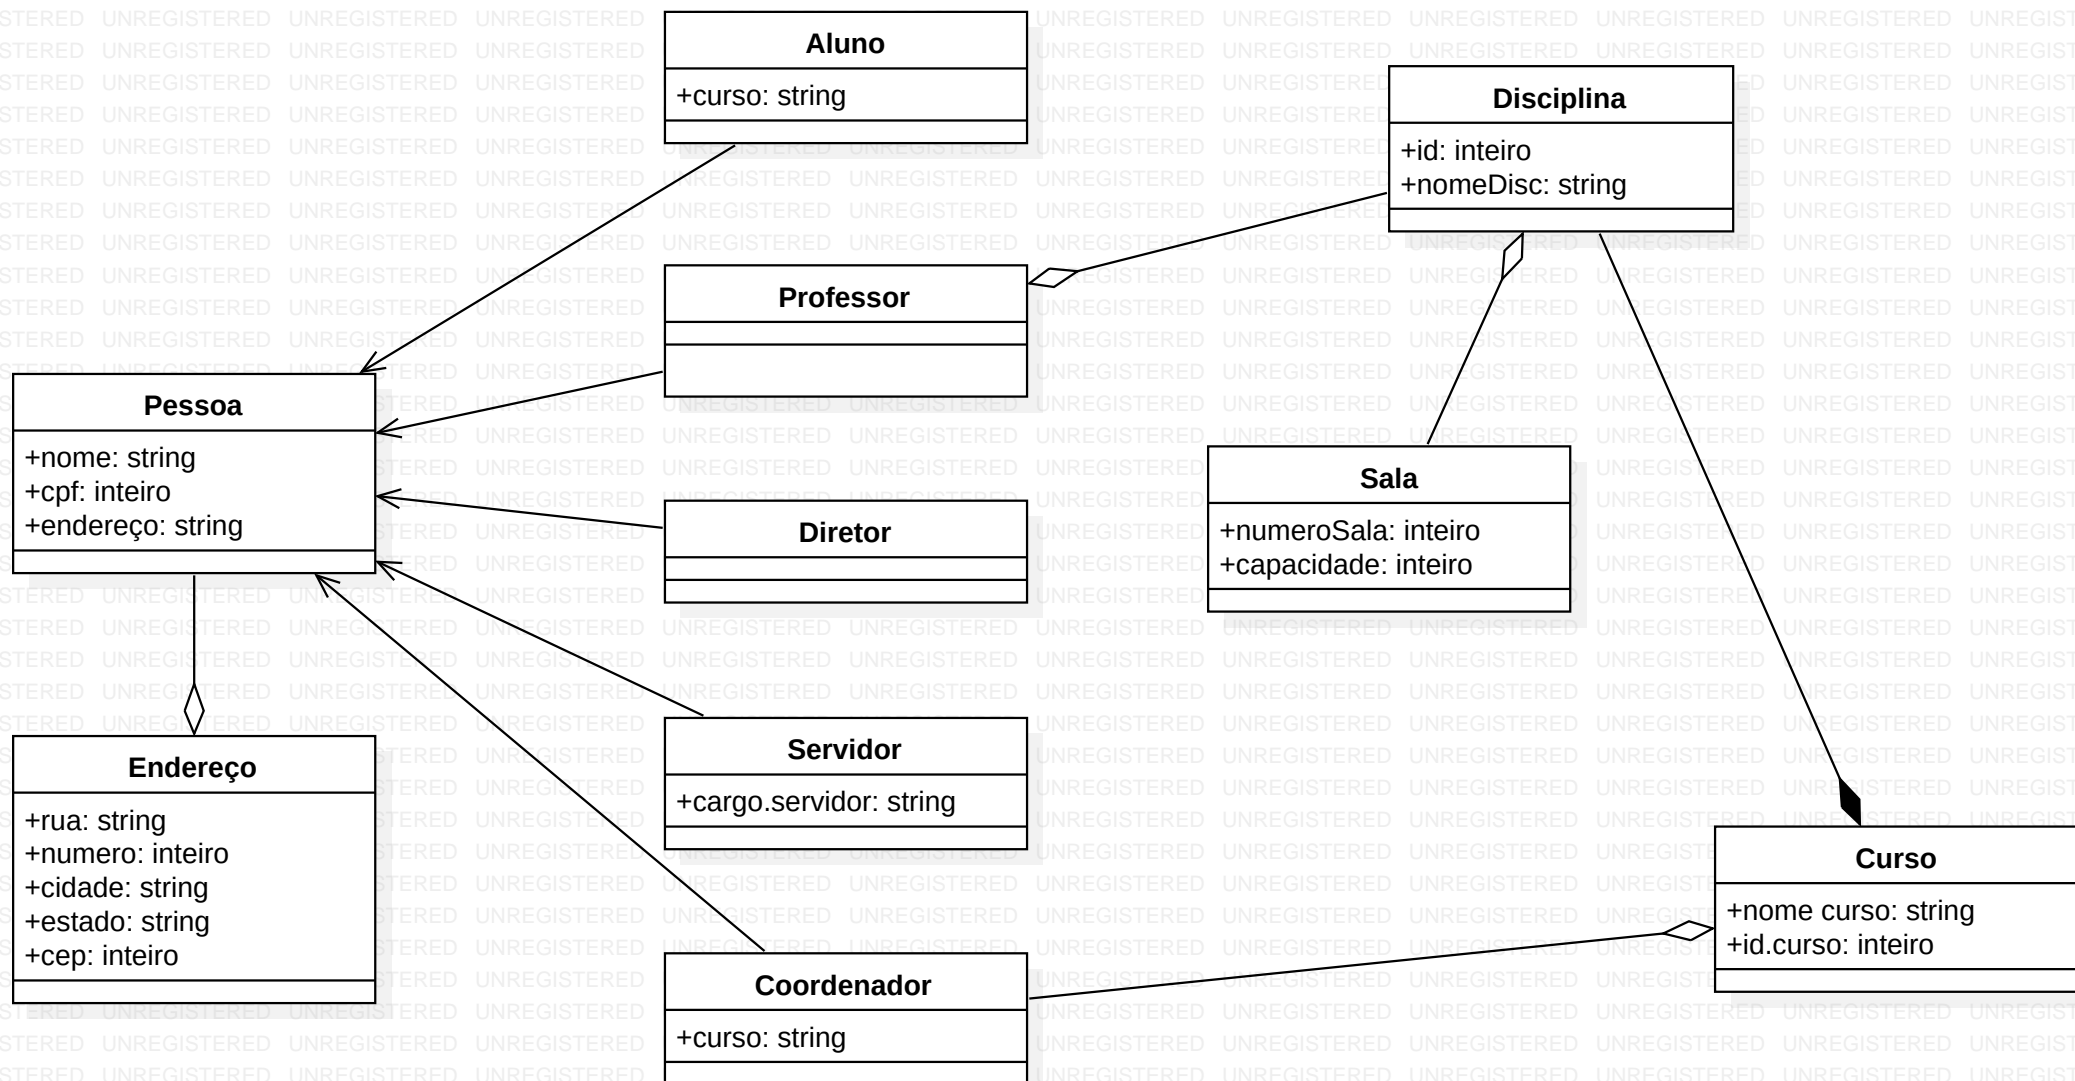 Aluno
+curso: string
Disciplina
+id: inteiro
+nomeDisc: string
Professor
Pessoa
+nome: string
+cpf: inteiro
+endereço: string
Diretor
Sala
+numeroSala: inteiro
+capacidade: inteiro
Endereço
+rua: string
+numero: inteiro
+cidade: string
+estado: string
+cep: inteiro
Servidor
+cargo.servidor: string
Curso
+nome curso: string
+id.curso: inteiro
Coordenador
+curso: string
UNREGISTERED